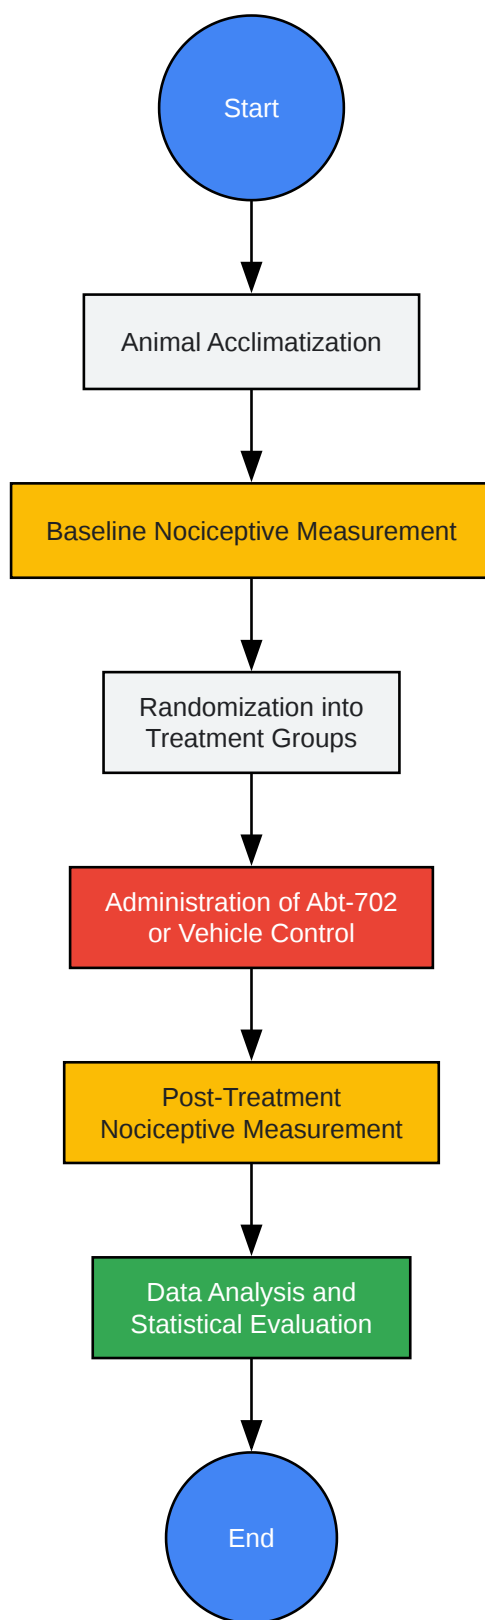 Start
Animal Acclimatization
Baseline Nociceptive Measurement
Randomization into
Treatment Groups
Administration of Abt-702
or Vehicle Control
Post-Treatment
Nociceptive Measurement
Data Analysis and
Statistical Evaluation
End